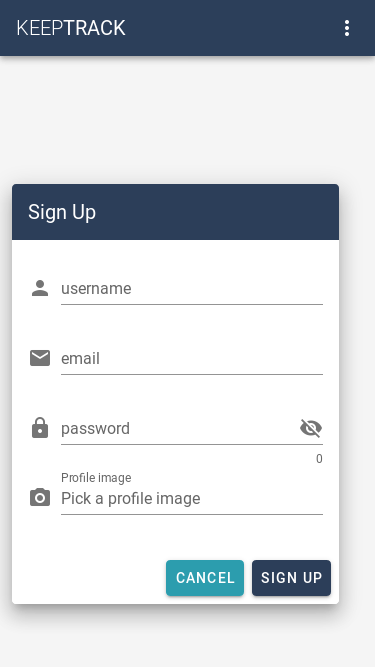 KEEPTRACK
Sign Up
username
email
password
0
Profile image
Pick a profile image
CANCEL
SIGN UP